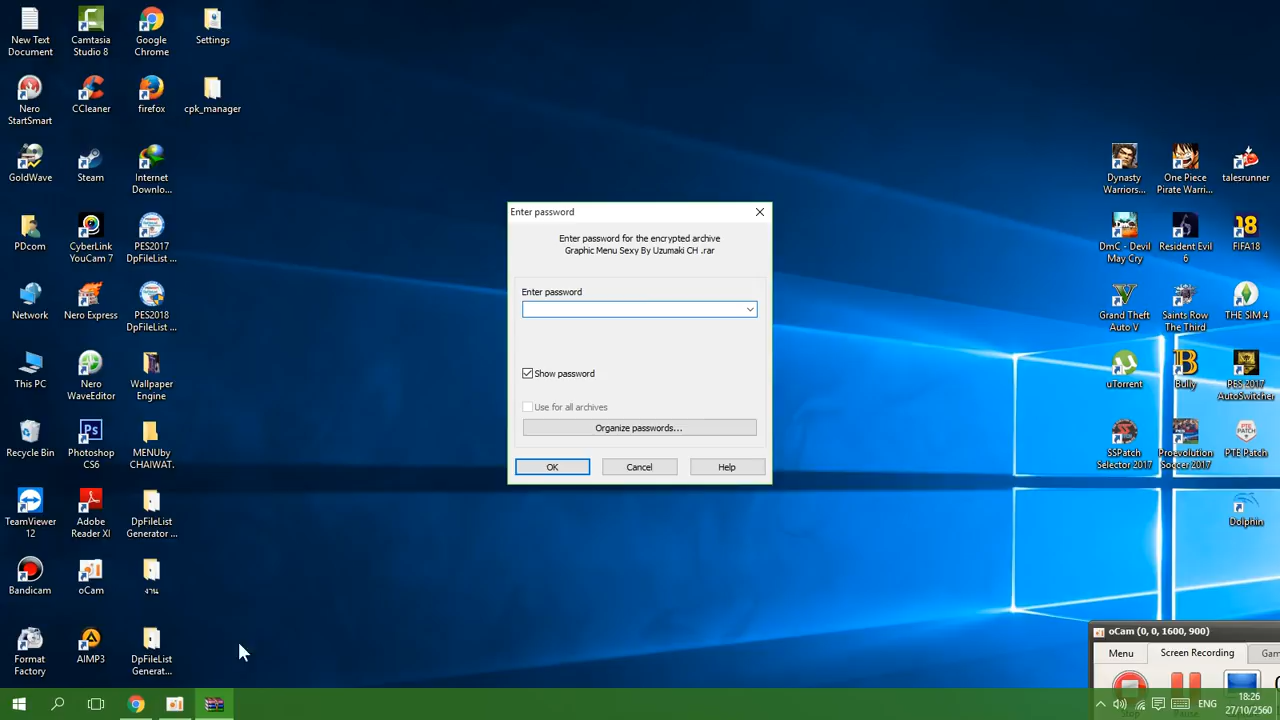 New Text
Document
Camtasia
Studio 8
Google
Chrome
Settings
Nero
StartSmart
CCleaner
firefox
cpk_manager
GoldWave
Steam
Internet
Downlo...
PDcom
CyberLink
YouCam 7
PES2017
DpFileList ...
Network
Nero Express
PES2018
DpFileList ...
This PC
Nero
WaveEditor
Wallpaper
Engine
Recycle Bin
Photoshop
CS6
MENUby
CHAIWAT.
TeamViewer
12
Adobe
Reader XI
DpFileList
Generator ...
Bandicam
oCam
งาน
Format
Factory
AIMP3
DpFileList
Generat...
Enter password
Enter password for the encrypted archive
Graphic Menu Sexy By Uzumaki CH .rar
Enter password
Show password
Use for all archives
Organize passwords...
OK
Cancel
Help
Dynasty
Warriors...
One Piece
Pirate Warri...
talesrunner
DmC - Devil
May Cry
Resident Evil
6
FIFA18
Grand Theft
Auto V
Saints Row
The Third
THE SIM 4
uTorrent
Bully
PES 2017
AutoSwitcher
SSPatch
Selector 2017
ProEvolution
Soccer 2017
PTE Patch
Dolphin
oCam (0, 0, 1600, 900)
Menu
Screen Recording
Gam
Stop
Pause
ENG
18:26
27/10/2560